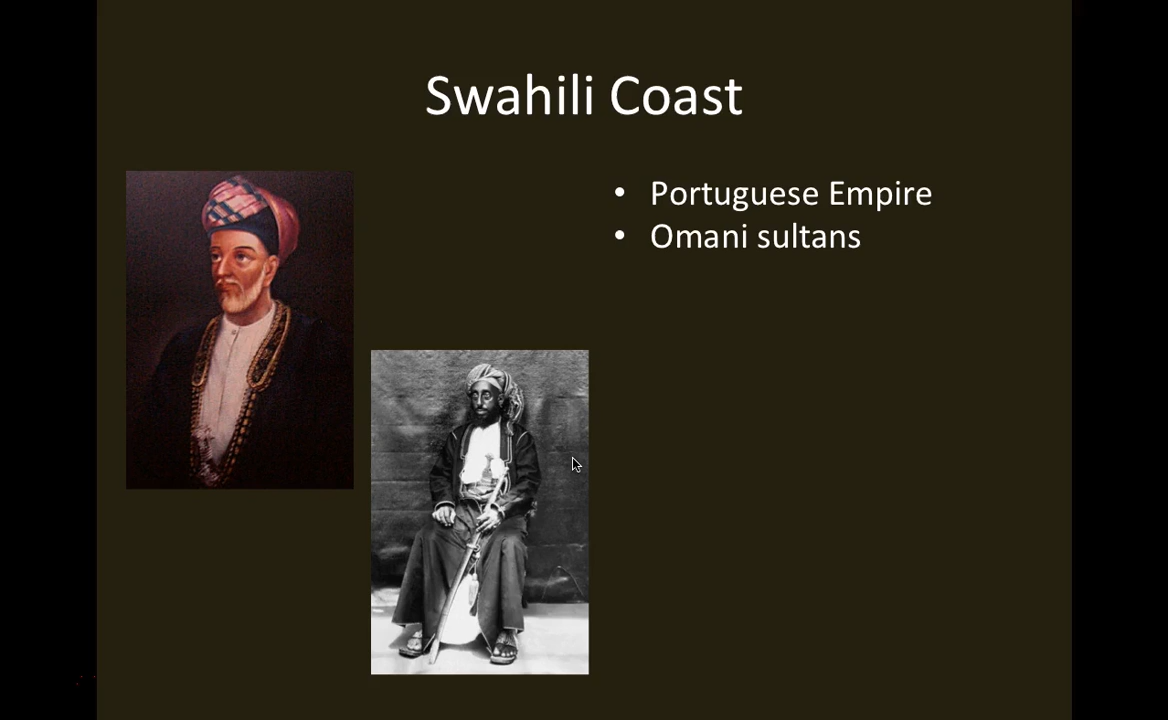 Swahili Coast
• Portuguese Empire
• Omani sultans